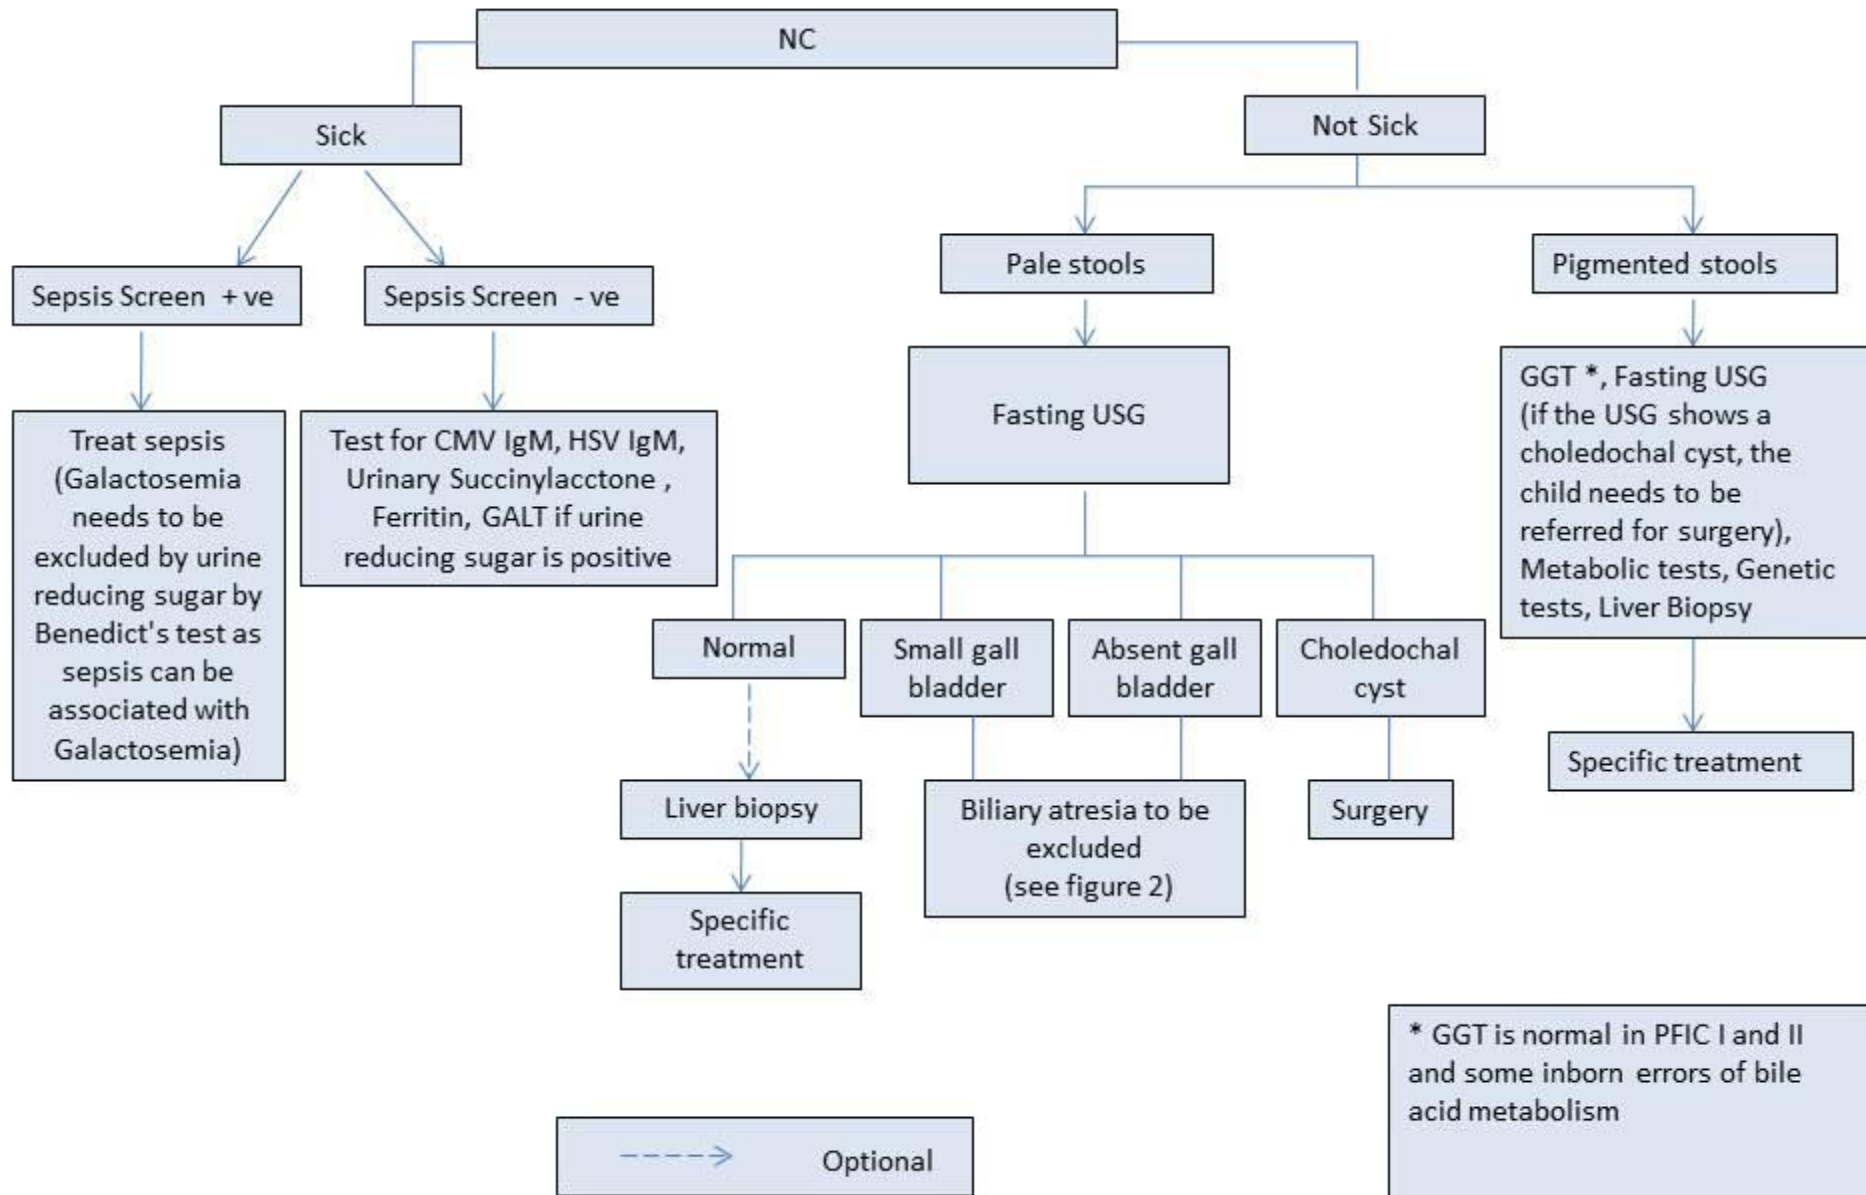 NC
Sick
Not Sick
Sepsis Screen + ve
Sepsis Screen - ve
Pale stools
Pigmented stools
Treat sepsis
(Galactosemia
needs to be
excluded by urine
reducing sugar by
Benedict's test as
sepsis can be
associated with
Galactosemia)
Test for CMV IgM, HSV IgM,
Urinary Succinylacctone ,
Ferritin, GALT if urine
reducing sugar is positive
Fasting USG
GGT *, Fasting USG
(if the USG shows a
choledochal cyst, the
child needs to be
referred for surgery),
Metabolic tests, Genetic
tests, Liver Biopsy
Normal
Small gall
bladder
Absent gall
bladder
Choledochal
cyst
Specific treatment
Liver biopsy
Biliary atresia to be
excluded
(see figure 2)
Surgery
Specific
treatment
* GGT is normal in PFIC I and II
and some inborn errors of bile
acid metabolism
Optional